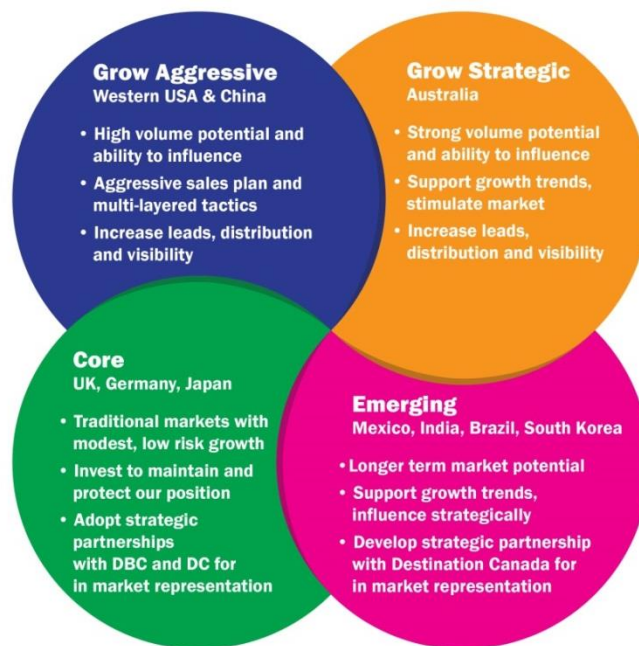 Grow Aggressive
Western USA & China
• High volume potential and
ability to influence
• Aggressive sales plan and
multi-layered tactics
• Increase leads, distribution
and visibility
Grow Strategic
Australia
• Strong volume potential
and ability to influence
• Support growth trends,
stimulate market
• Increase leads,
distribution and visibility
Core
UK, Germany, Japan
• Traditional markets with
modest, low risk growth
• Invest to maintain and
protect our position
• Adopt strategic
partnerships
with DBC and DC for
in market representation
Emerging
Mexico, India, Brazil, South Korea
•Longer term market potential
• Support growth trends,
influence strategically
• Develop strategic partnership
with Destination Canada for
in market representation